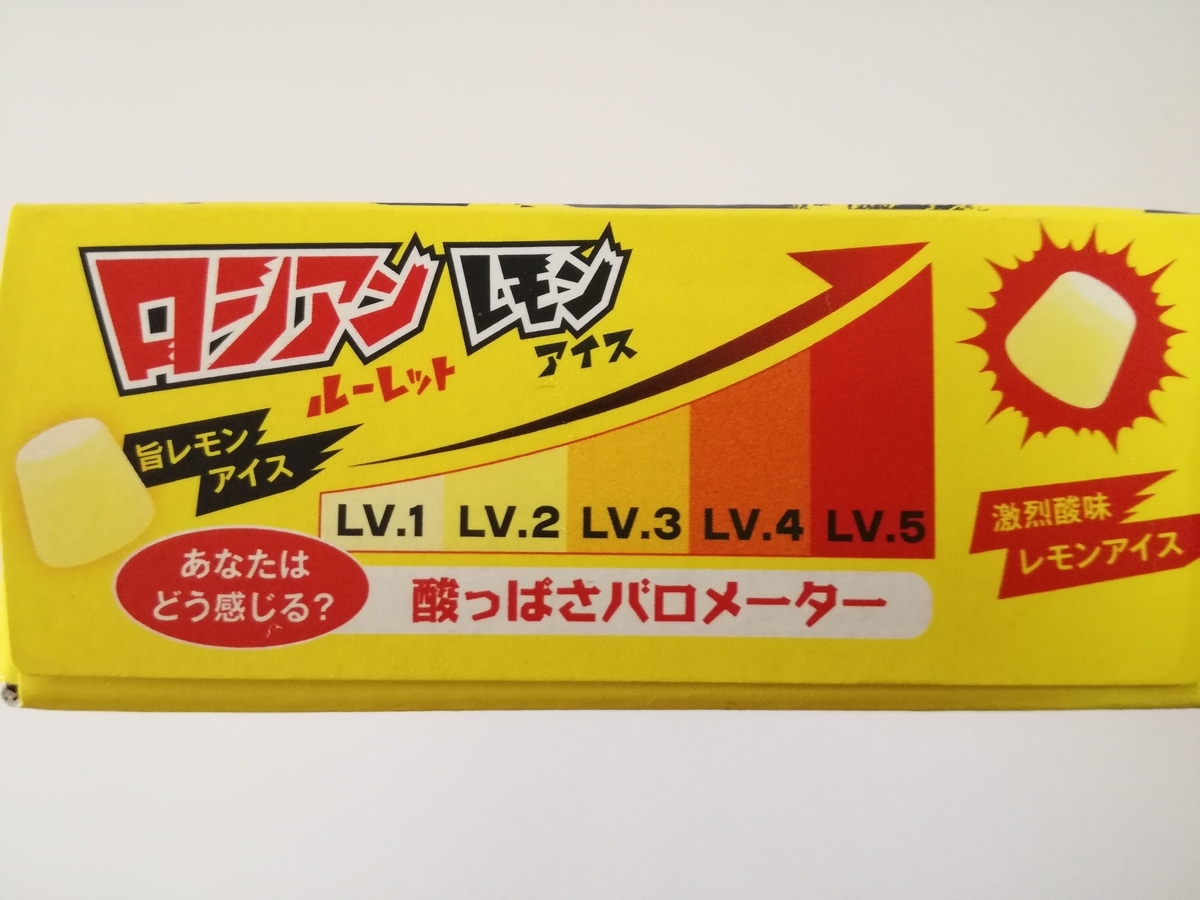 ロシアン レモン
ルーレット アイス
旨レモン
アイス
LV.1 LV.2 LV.3 LV.4 LV.5
激烈酸味
レモンアイス
あなたは
どう感じる?
酸っぱさバロメーター